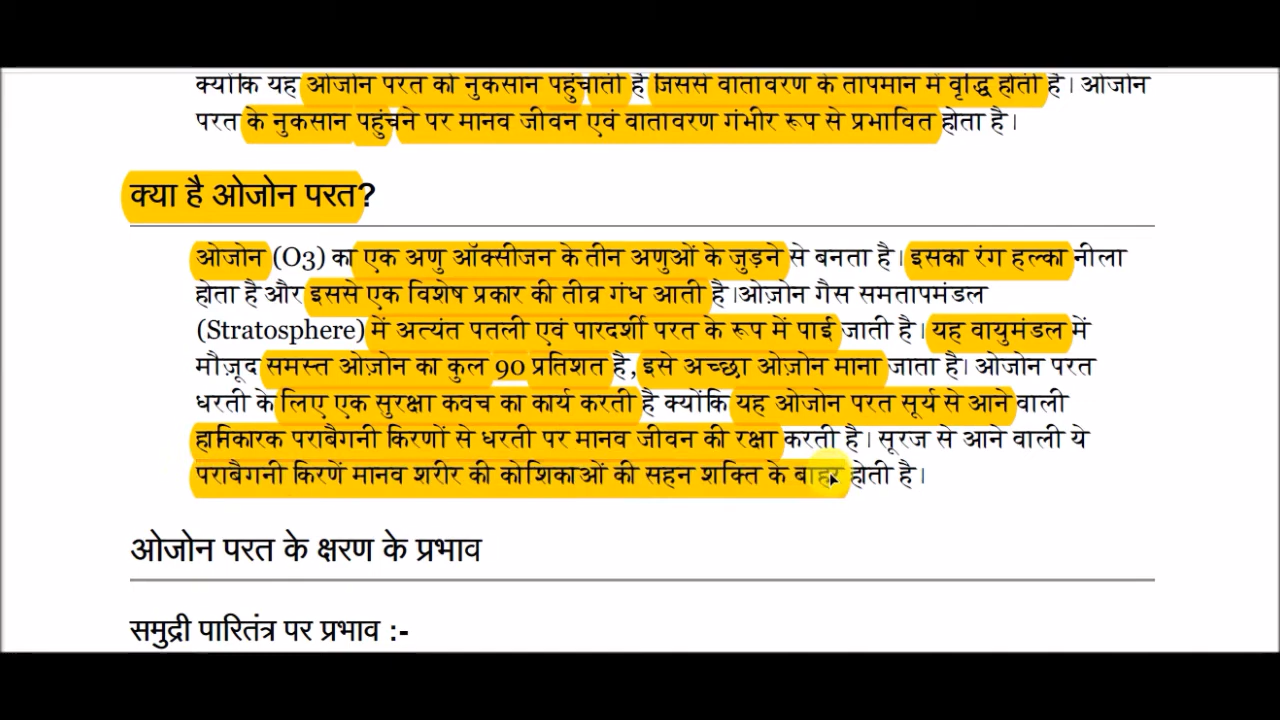 क्योंकि यह ओजोन परत को नुकसान पहुंचाती है जिससे वातावरण के तापमान में वृद्धि होती है। ओजोन
परत के नुकसान पहुंचने पर मानव जीवन एवं वातावरण गंभीर रूप से प्रभावित होता है।
क्या है ओजोन परत?
ओजोन (O3) का एक अणु ऑक्सीजन के तीन अणुओं के जुड़ने से बनता है। इसका रंग हल्का नीला
होता है और इससे एक विशेष प्रकार की तीव्र गंध आती है।ओज़ोन गैस समतापमंडल
(Stratosphere) में अत्यंत पतली एवं पारदर्शी परत के रूप में पाई जाती है। यह वायुमंडल में
मौज़ूद समस्त ओज़ोन का कुल 90 प्रतिशत है, इसे अच्छा ओज़ोन माना जाता है। ओजोन परत
धरती के लिए एक सुरक्षा कवच का कार्य करती है क्योंकि यह ओजोन परत सूर्य से आने वाली
हानिकारक पराबैगनी किरणों से धरती पर मानव जीवन की रक्षा करती है। सूरज से आने वाली ये
पराबैगनी किरणें मानव शरीर की कोशिकाओं की सहन शक्ति के बाहर होती है।
ओजोन परत के क्षरण के प्रभाव
समुद्री पारितंत्र पर प्रभाव :-